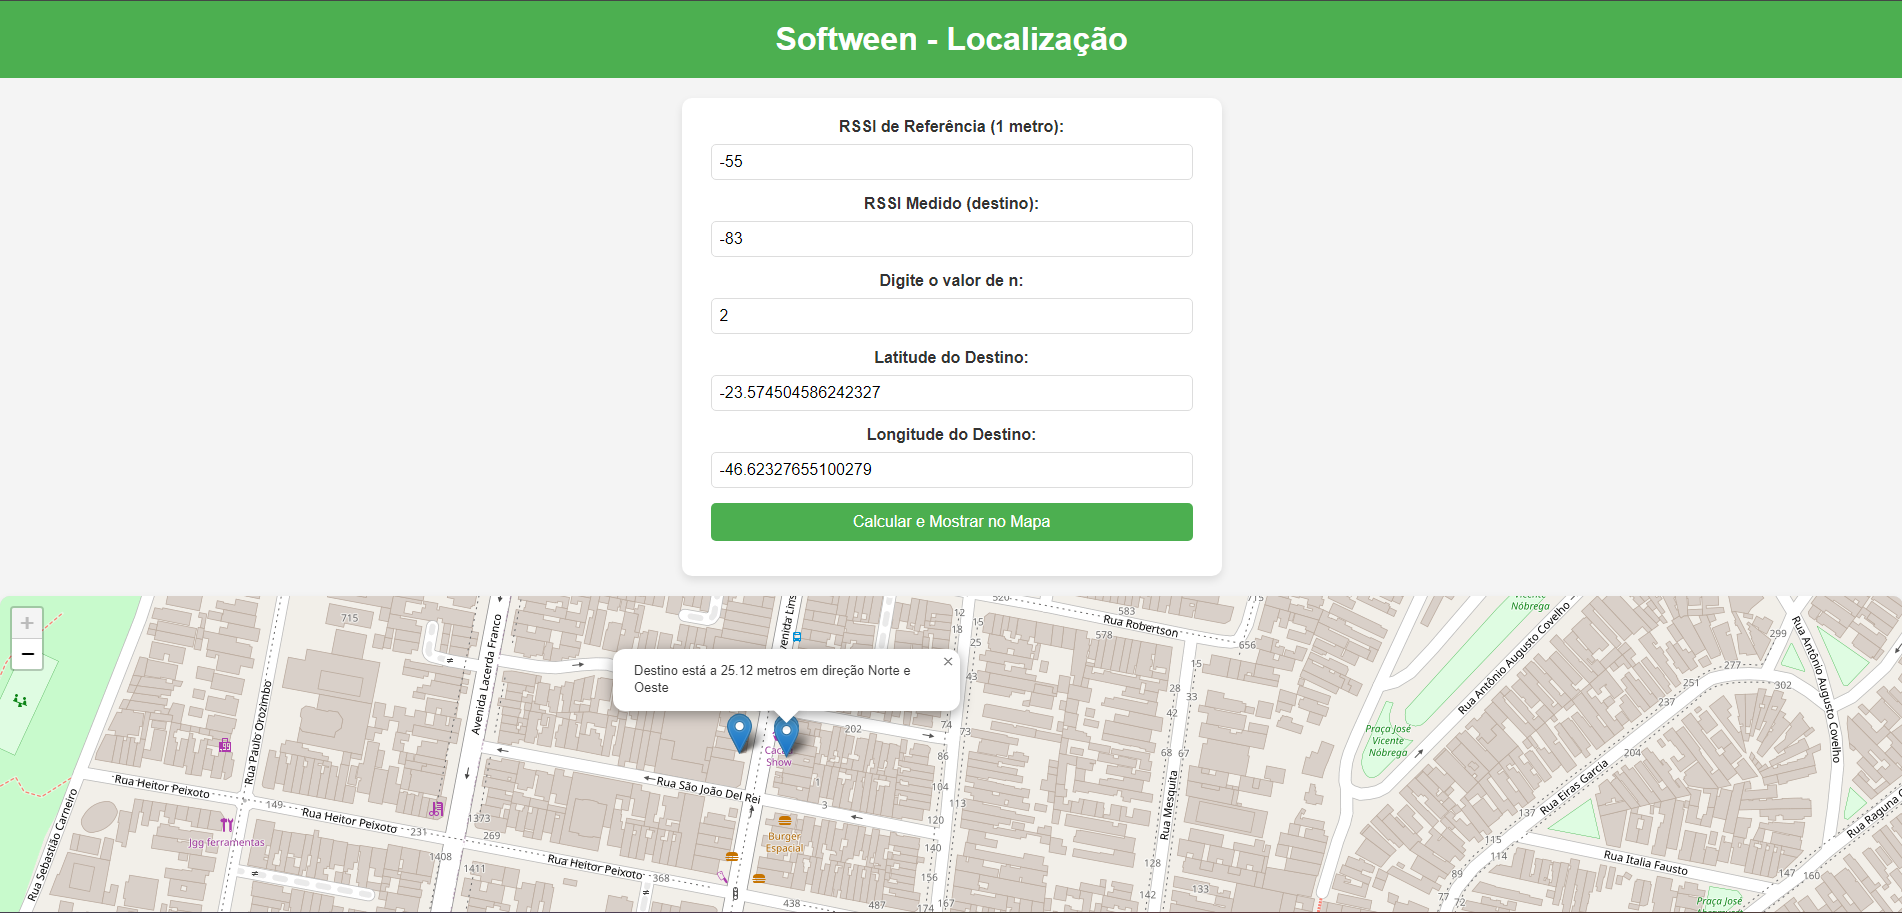 Softween - Localização
RSSI de Referência (1 metro):
-55
RSSI Medido (destino):
-83
Digite o valor de n:
2
Latitude do Destino:
-23.574504586242327
Longitude do Destino:
-46.62327655100279
Calcular e Mostrar no Mapa
+
−
Destino está a 25.12 metros em direção Norte e
Oeste
×
715
Avenida Lacerda Franco
Rua Paulo Orozimbo
Rua Sebastião Carneiro
Rua Heitor Peixoto
149
Rua Heitor Peixoto
231
Jgg ferramentas
1373
269
1408
1411
Rua Heitor Peixoto
368
438
487
167
Rua São João Del Rei
3
Show
Burger
Espacial
202
12
18
520
15
25
43
74
73
86
104
113
120
140
156
583
Rua Robertson
578
715
656
15
28
33
42
68
67
Rua Mesquita
128
142
133
Vicente
Nóbrega
Rua Antônio Augusto Covelho
Praça José
Vicente
Nóbrega
299
277
251
302
237
204
Rua Antônio Augusto Covelho
Rua Eiras Garcia
137
115
114
89
77
72
Rua Italia Fausto
147
160
Praça José